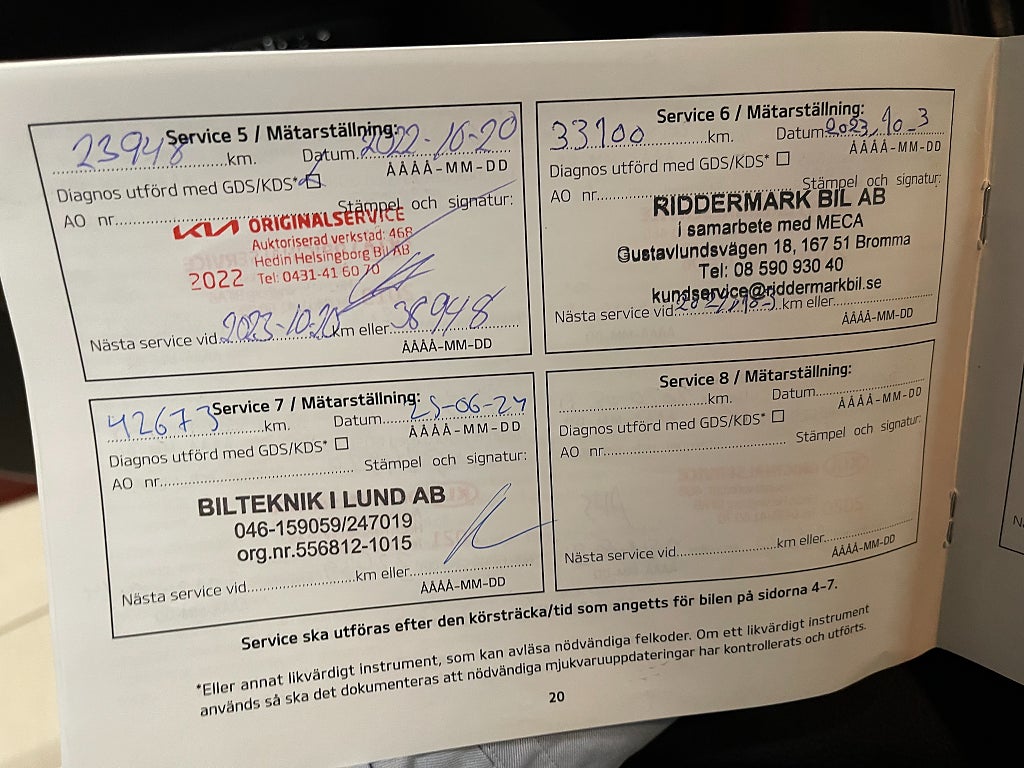 Service 5 / Mätarställning:
23948 km. Datum 2022-10-20
ÅÅÅÅ-MM-DD
Diagnos utförd med GDS/KDS*
AO nr. Stämpel och signatur:
KIA ORIGINALSERVICE
Auktoriserad verkstad: 468
Hedin Helsingborg Bil AB
2022 Tel: 0431-41 60 70
Nästa service vid 2023-10-20 km eller 38948
ÅÅÅÅ-MM-DD
Service 6 / Mätarställning:
33100 km. Datum 2023,10-3
ÅÅÅÅ-MM-DD
Diagnos utförd med GDS/KDS*
AO nr. Stämpel och signatur:
RIDDERMARK BIL AB
i samarbete med MECA
Gustavlundsvägen 18, 167 51 Bromma
Tel: 08 590 930 40
kundservice@riddermarkbil.se
Nästa service vid km eller
ÅÅÅÅ-MM-DD
Service 7 / Mätarställning:
42673 km. Datum 25-06-27
ÅÅÅÅ-MM-DD
Diagnos utförd med GDS/KDS*
AO nr. Stämpel och signatur:
BILTEKNIK I LUND AB
046-159059/247019
org.nr.556812-1015
Nästa service vid km eller
ÅÅÅÅ-MM-DD
Service 8 / Mätarställning:
km. Datum
ÅÅÅÅ-MM-DD
Diagnos utförd med GDS/KDS*
AO nr. Stämpel och signatur:
Nästa service vid km eller
ÅÅÅÅ-MM-DD
Service ska utföras efter den körsträcka/tid som angetts för bilen på sidorna 4-7.
*Eller annat likvärdigt instrument, som kan avläsa nödvändiga felkoder. Om ett likvärdigt instrument
används så ska det dokumenteras att nödvändiga mjukvaruuppdateringar har kontrollerats och utförts.
20